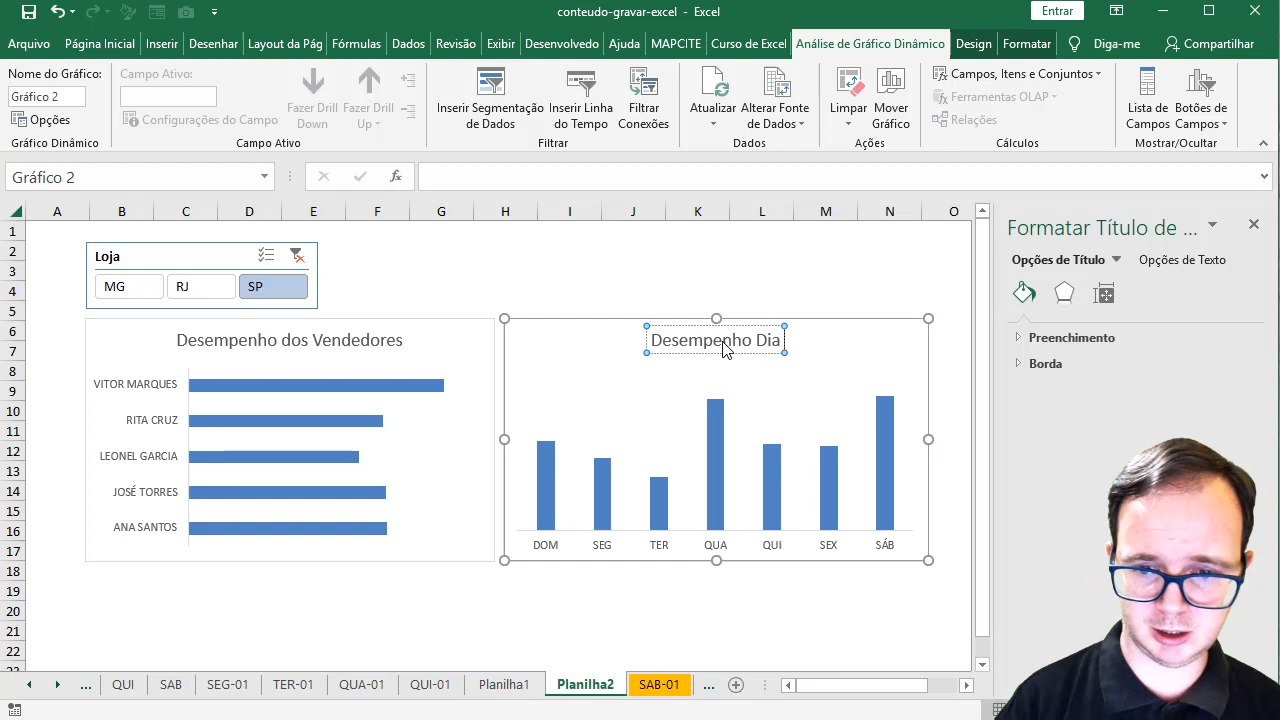 conteudo-gravar-excel - Excel
Entrar
Arquivo Página Inicial Inserir Desenhar Layout da Pág Fórmulas Dados Revisão Exibir Desenvolvedo Ajuda MAPCITE Curso de Excel Análise de Gráfico Dinâmico Design Formatar Diga-me Compartilhar
Nome do Gráfico:
Gráfico 2
Opções
Gráfico Dinâmico
Campo Ativo:
Configurações do Campo
Fazer Drill Down
Fazer Drill Up
Campo Ativo
Inserir Segmentação de Dados
Inserir Linha do Tempo
Filtrar Conexões
Filtrar
Atualizar
Alterar Fonte de Dados
Dados
Limpar
Mover Gráfico
Ações
Campos, Itens e Conjuntos
Ferramentas OLAP
Relações
Cálculos
Lista de Campos
Botões de Campos
Mostrar/Ocultar
Gráfico 2
fx
A B C D E F G H I J K L M N O
1
2
3
4
5
6
7
8
9
10
11
12
13
14
15
16
17
18
19
20
21
22
Loja
MG RJ SP
Desempenho dos Vendedores
VITOR MARQUES
RITA CRUZ
LEONEL GARCIA
JOSÉ TORRES
ANA SANTOS
Desempenho Dia
DOM SEG TER QUA QUI SEX SÁB
Formatar Título de ...
Opções de Título Opções de Texto
Preenchimento
Borda
... QUI SAB SEG-01 TER-01 QUA-01 QUI-01 Planilha1 Planilha2 SAB-01 ...